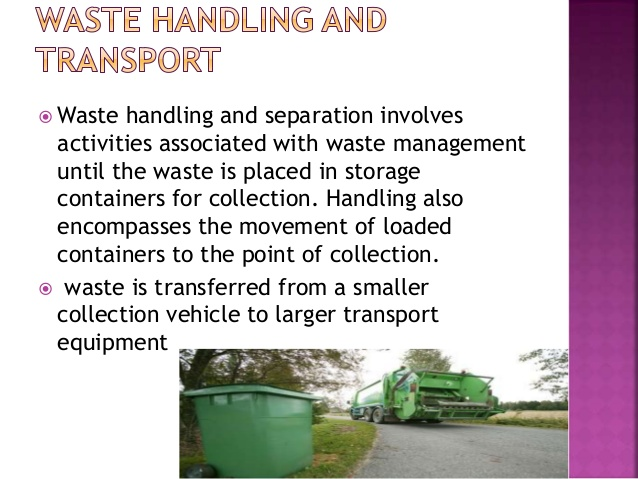 WASTE HANDLING AND
TRANSPORT
Waste handling and separation involves
activities associated with waste management
until the waste is placed in storage
containers for collection. Handling also
encompasses the movement of loaded
containers to the point of collection.
waste is transferred from a smaller
collection vehicle to larger transport
equipment